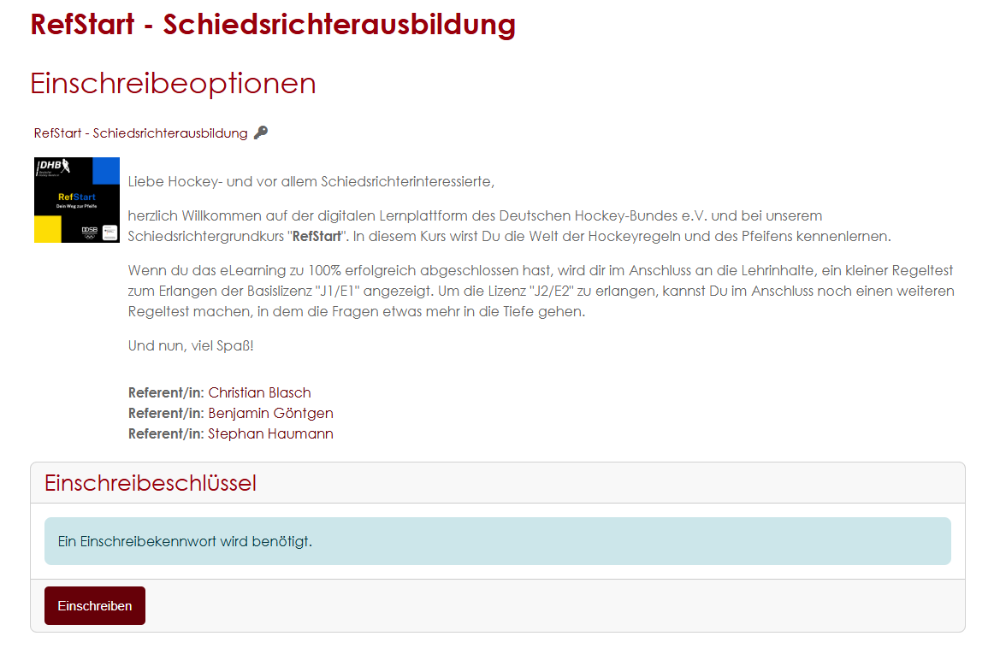 RefStart - Schiedsrichterausbildung
Einschreibeoptionen
RefStart - Schiedsrichterausbildung
DHB
RefStart
Dein Weg zur Pfeife
DOSB
Liebe Hockey- und vor allem Schiedsrichterinteressierte,
herzlich Willkommen auf der digitalen Lernplattform des Deutschen Hockey-Bundes e.V. und bei unserem
Schiedsrichtergrundkurs "RefStart". In diesem Kurs wirst Du die Welt der Hockeyregeln und des Pfeifens kennenlernen.
Wenn du das eLearning zu 100% erfolgreich abgeschlossen hast, wird dir im Anschluss an die Lehrinhalte, ein kleiner Regeltest
zum Erlangen der Basislizenz "J1/E1" angezeigt. Um die Lizenz "J2/E2" zu erlangen, kannst Du im Anschluss noch einen weiteren
Regeltest machen, in dem die Fragen etwas mehr in die Tiefe gehen.
Und nun, viel Spaß!
Referent/in: Christian Blasch
Referent/in: Benjamin Göntgen
Referent/in: Stephan Haumann
Einschreibeschlüssel
Ein Einschreibekennwort wird benötigt.
Einschreiben